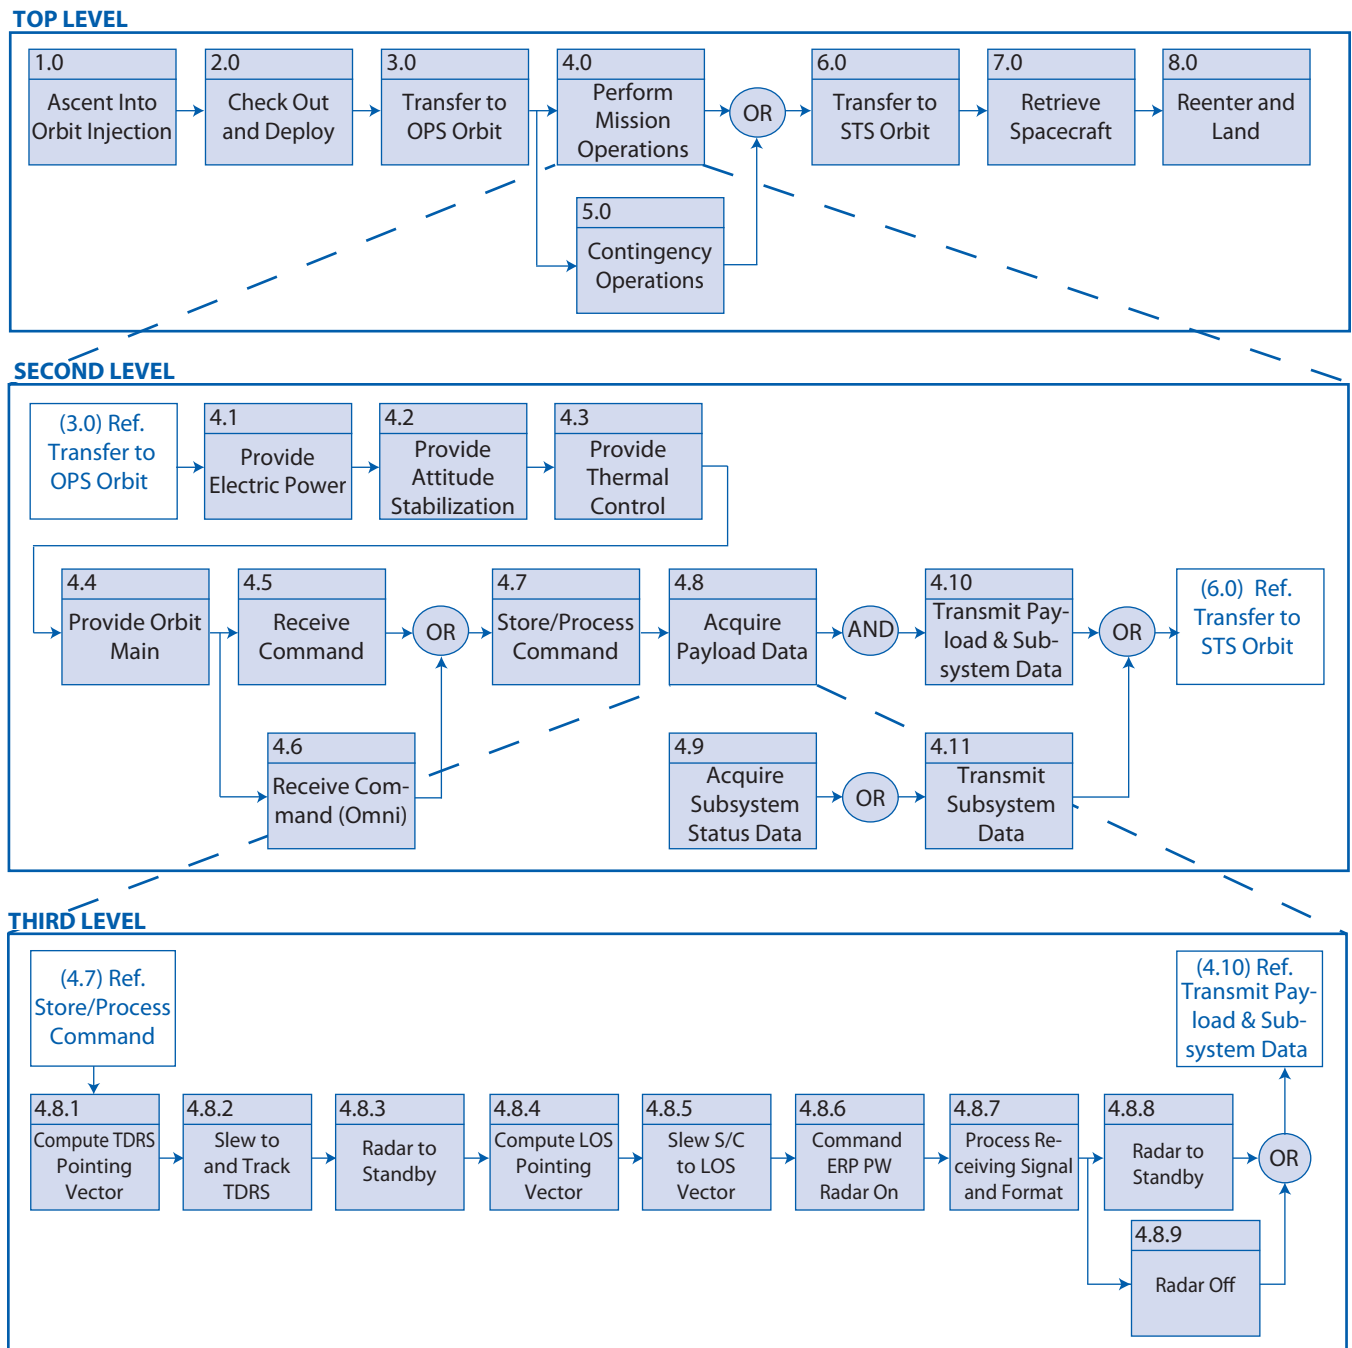 TOP LEVEL
1.0
Ascent Into
Orbit Injection
2.0
Check Out
and Deploy
3.0
Transfer to
OPS Orbit
4.0
Perform
Mission
Operations
OR
6.0
Transfer to
STS Orbit
7.0
Retrieve
Spacecraft
8.0
Reenter and
Land
5.0
Contingency
Operations
SECOND LEVEL
(3.0) Ref.
Transfer to
OPS Orbit
4.1
Provide
Electric Power
4.2
Provide
Attitude
Stabilization
4.3
Provide
Thermal
Control
4.4
Provide Orbit
Main
4.5
Receive
Command
OR
4.7
Store/Process
Command
4.8
Acquire
Payload Data
AND
4.10
Transmit Pay-
load & Sub-
system Data
OR
(6.0) Ref.
Transfer to
STS Orbit
4.6
Receive Com-
mand (Omni)
4.9
Acquire
Subsystem
Status Data
OR
4.11
Transmit
Subsystem
Data
THIRD LEVEL
(4.7) Ref.
Store/Process
Command
(4.10) Ref.
Transmit Pay-
load & Sub-
system Data
4.8.1
Compute TDRS
Pointing
Vector
4.8.2
Slew to
and Track
TDRS
4.8.3
Radar to
Standby
4.8.4
Compute LOS
Pointing
Vector
4.8.5
Slew S/C
to LOS
Vector
4.8.6
Command
ERP PW
Radar On
4.8.7
Process Re-
ceiving Signal
and Format
4.8.8
Radar to
Standby
OR
4.8.9
Radar Off